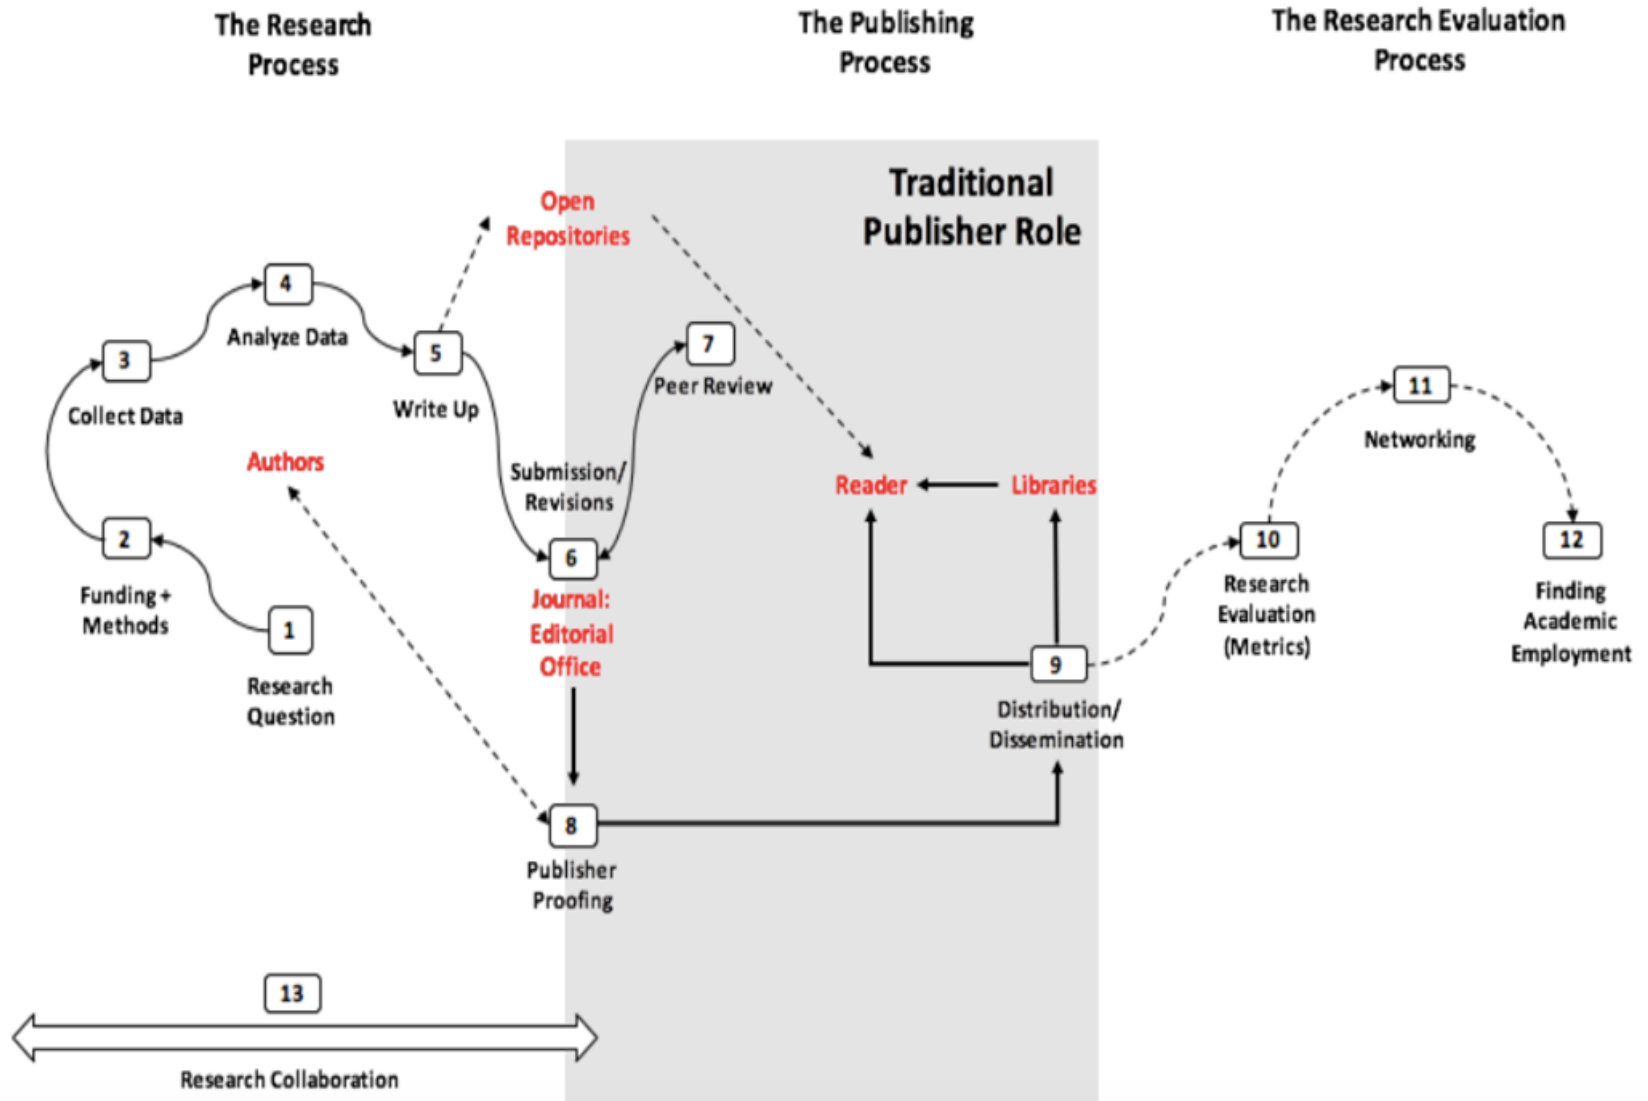 The Research
Process
The Publishing
Process
The Research Evaluation
Process
Traditional
Publisher Role
Open
Repositories
4
Analyze Data
3
Collect Data
5
Write Up
7
Peer Review
Authors
Submission/
Revisions
Reader
Libraries
2
Funding +
Methods
1
Research
Question
6
Journal:
Editorial
Office
9
Distribution/
Dissemination
8
Publisher
Proofing
11
Networking
10
Research
Evaluation
(Metrics)
12
Finding
Academic
Employment
13
Research Collaboration